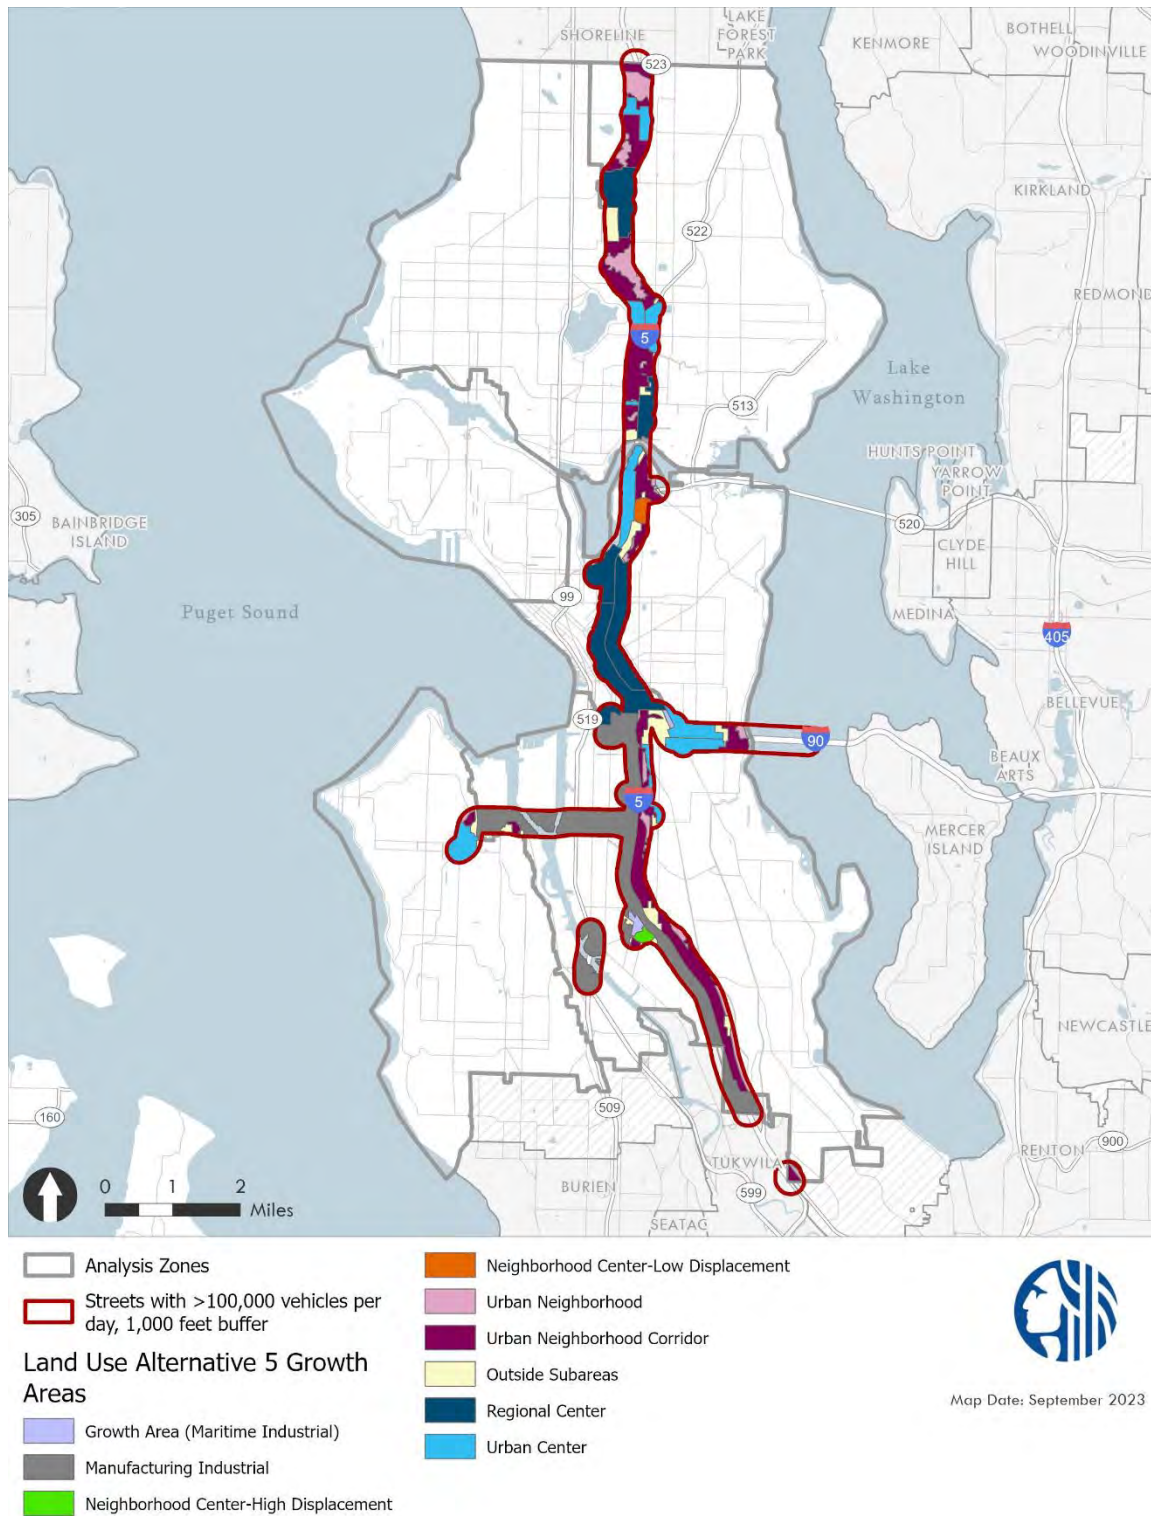 SHORELINE
LAKE
FOREST
PARK
KENMORE
BOTHELL
WOODINVILLE
523
KIRKLAND
522
REDMOND
5
Lake
Washington
513
HUNTS POINT
YARROW
POINT
305
BAINBRIDGE
ISLAND
520
CLYDE
HILL
99
Puget Sound
MEDINA
405
BELLEVUE
519
90
BEAUX
ARTS
5
MERCER
ISLAND
NEWCASTLE
160
509
RENTON
900
TUKWILA
BURIEN
599
SEATAC
0 1 2
Miles
Analysis Zones
Streets with >100,000 vehicles per
day, 1,000 feet buffer
Land Use Alternative 5 Growth
Areas
Growth Area (Maritime Industrial)
Manufacturing Industrial
Neighborhood Center-High Displacement
Neighborhood Center-Low Displacement
Urban Neighborhood
Urban Neighborhood Corridor
Outside Subareas
Regional Center
Urban Center
Map Date: September 2023